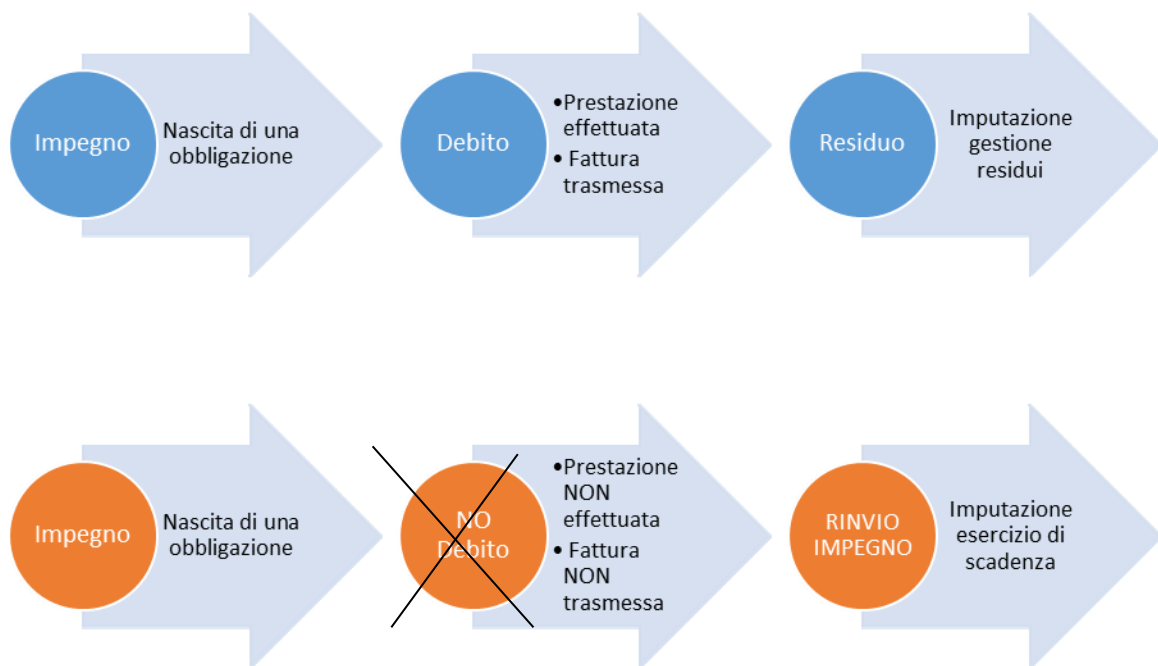 Impegno
Nascita di una
obbligazione
Debito
•Prestazione
effettuata
• Fattura
trasmessa
Residuo
Imputazione
gestione
residui
Impegno
Nascita di una
obbligazione
NO
Debito
•Prestazione
NON
effettuata
• Fattura
NON
trasmessa
RINVIO
IMPEGNO
Imputazione
esercizio di
scadenza